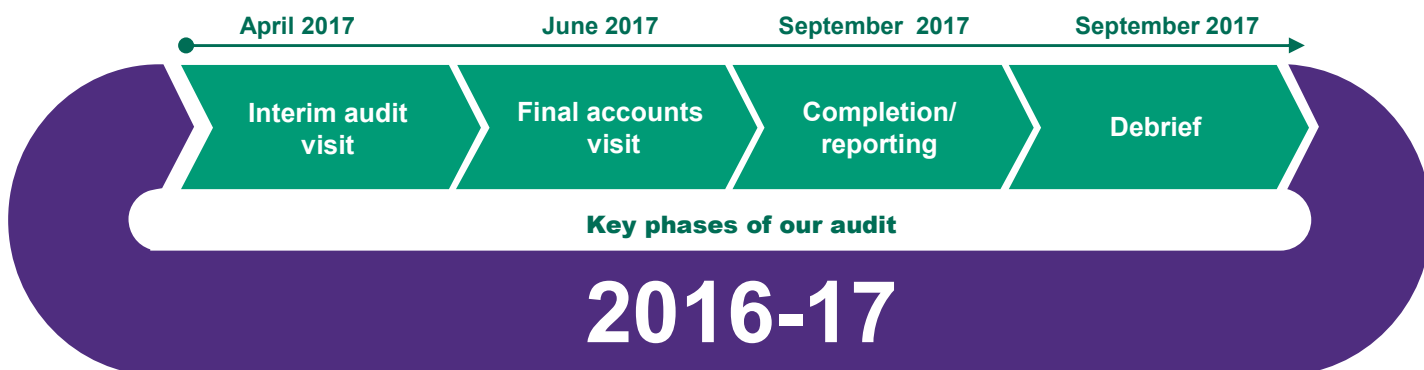 April 2017
June 2017
September 2017
September 2017
Interim audit
visit
Final accounts
visit
Completion/
reporting
Debrief
Key phases of our audit
2016-17